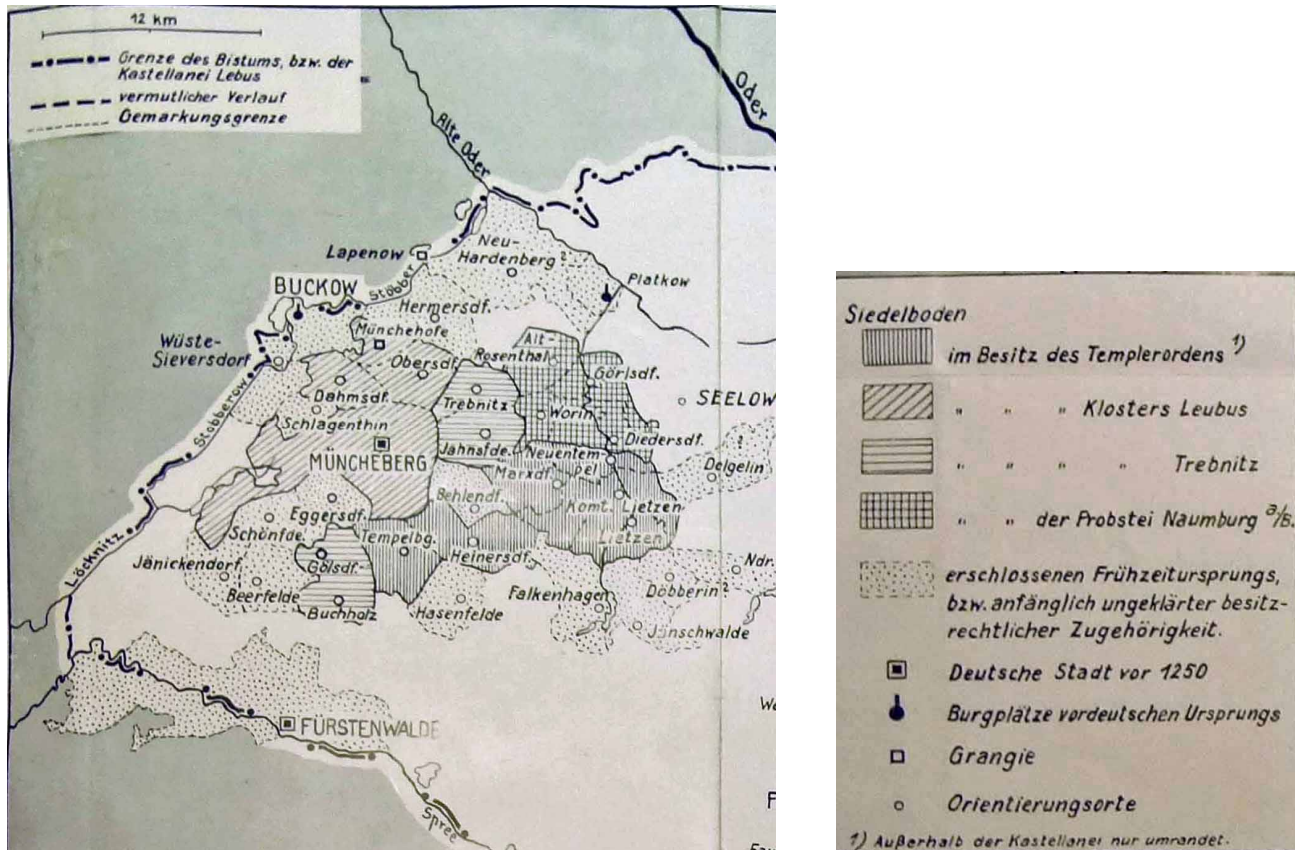 12 km
Grenze des Bistums, bzw. der
Kastellanei Lebus
vermutlicher Verlauf
Gemarkungsgrenze
Oder
Alte Oder
Lapenow
Neu-
Hardenberg ?
Platkow
BUCKOW
Stöbber
Hermersdf.
Münchehofe
Wüste-
Sieversdorf
Obersdf.
Alt-
Rosenthal
Görlsdf.
Dahmsdf.
Trebnitz
SEELOW
Stöbberow
Schlagenthin
Worin
Diedersdf.
MÜNCHEBERG
Jahnsfde.
Neuentem-
pel
?
Delgelin
Marxdf.
Behlendf.
Komt. Lietzen
Eggersdf.
Lietzen
Schönfde.
Tempelbg.
Heinersdf.
Löcknitz
Jänickendorf
Gölsdf.
Ndr.
Beerfelde
Falkenhagen
Döbberin ?
Buchholz
Hasenfelde
Jänschwalde
FÜRSTENWALDE
Spree
Siedelboden
im Besitz des Templerordens 1)
" " " Klosters Leubus
" " " " Trebnitz
" " der Probstei Naumburg a/B.
erschlossenen Frühzeitursprungs,
bzw. anfänglich ungeklärter besitz-
rechtlicher Zugehörigkeit.
Deutsche Stadt vor 1250
Burgplätze vordeutschen Ursprungs
Grangie
Orientierungsorte
1) Außerhalb der Kastellanei nur umrandet.